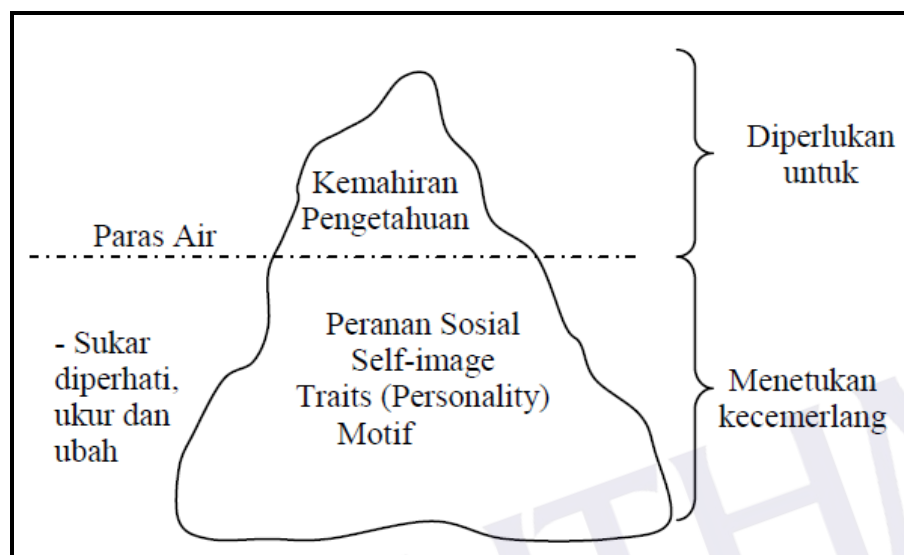 Kemahiran
Pengetahuan
Diperlukan
untuk
Paras Air
- Sukar
diperhati,
ukur dan
ubah
Peranan Sosial
Self-image
Traits (Personality)
Motif
Menetukan
kecemerlang